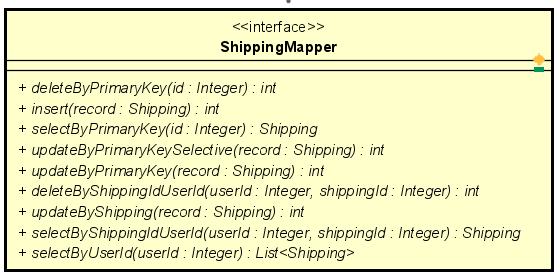 <<interface>>
ShippingMapper
+ deleteByPrimaryKey(id : Integer) : int
+ insert(record : Shipping) : int
+ selectByPrimaryKey(id : Integer) : Shipping
+ updateByPrimaryKeySelective(record : Shipping) : int
+ updateByPrimaryKey(record : Shipping) : int
+ deleteByShippingIdUserId(userId : Integer, shippingId : Integer) : int
+ updateByShipping(record : Shipping) : int
+ selectByShippingIdUserId(userId : Integer, shippingId : Integer) : Shipping
+ selectByUserId(userId : Integer) : List<Shipping>